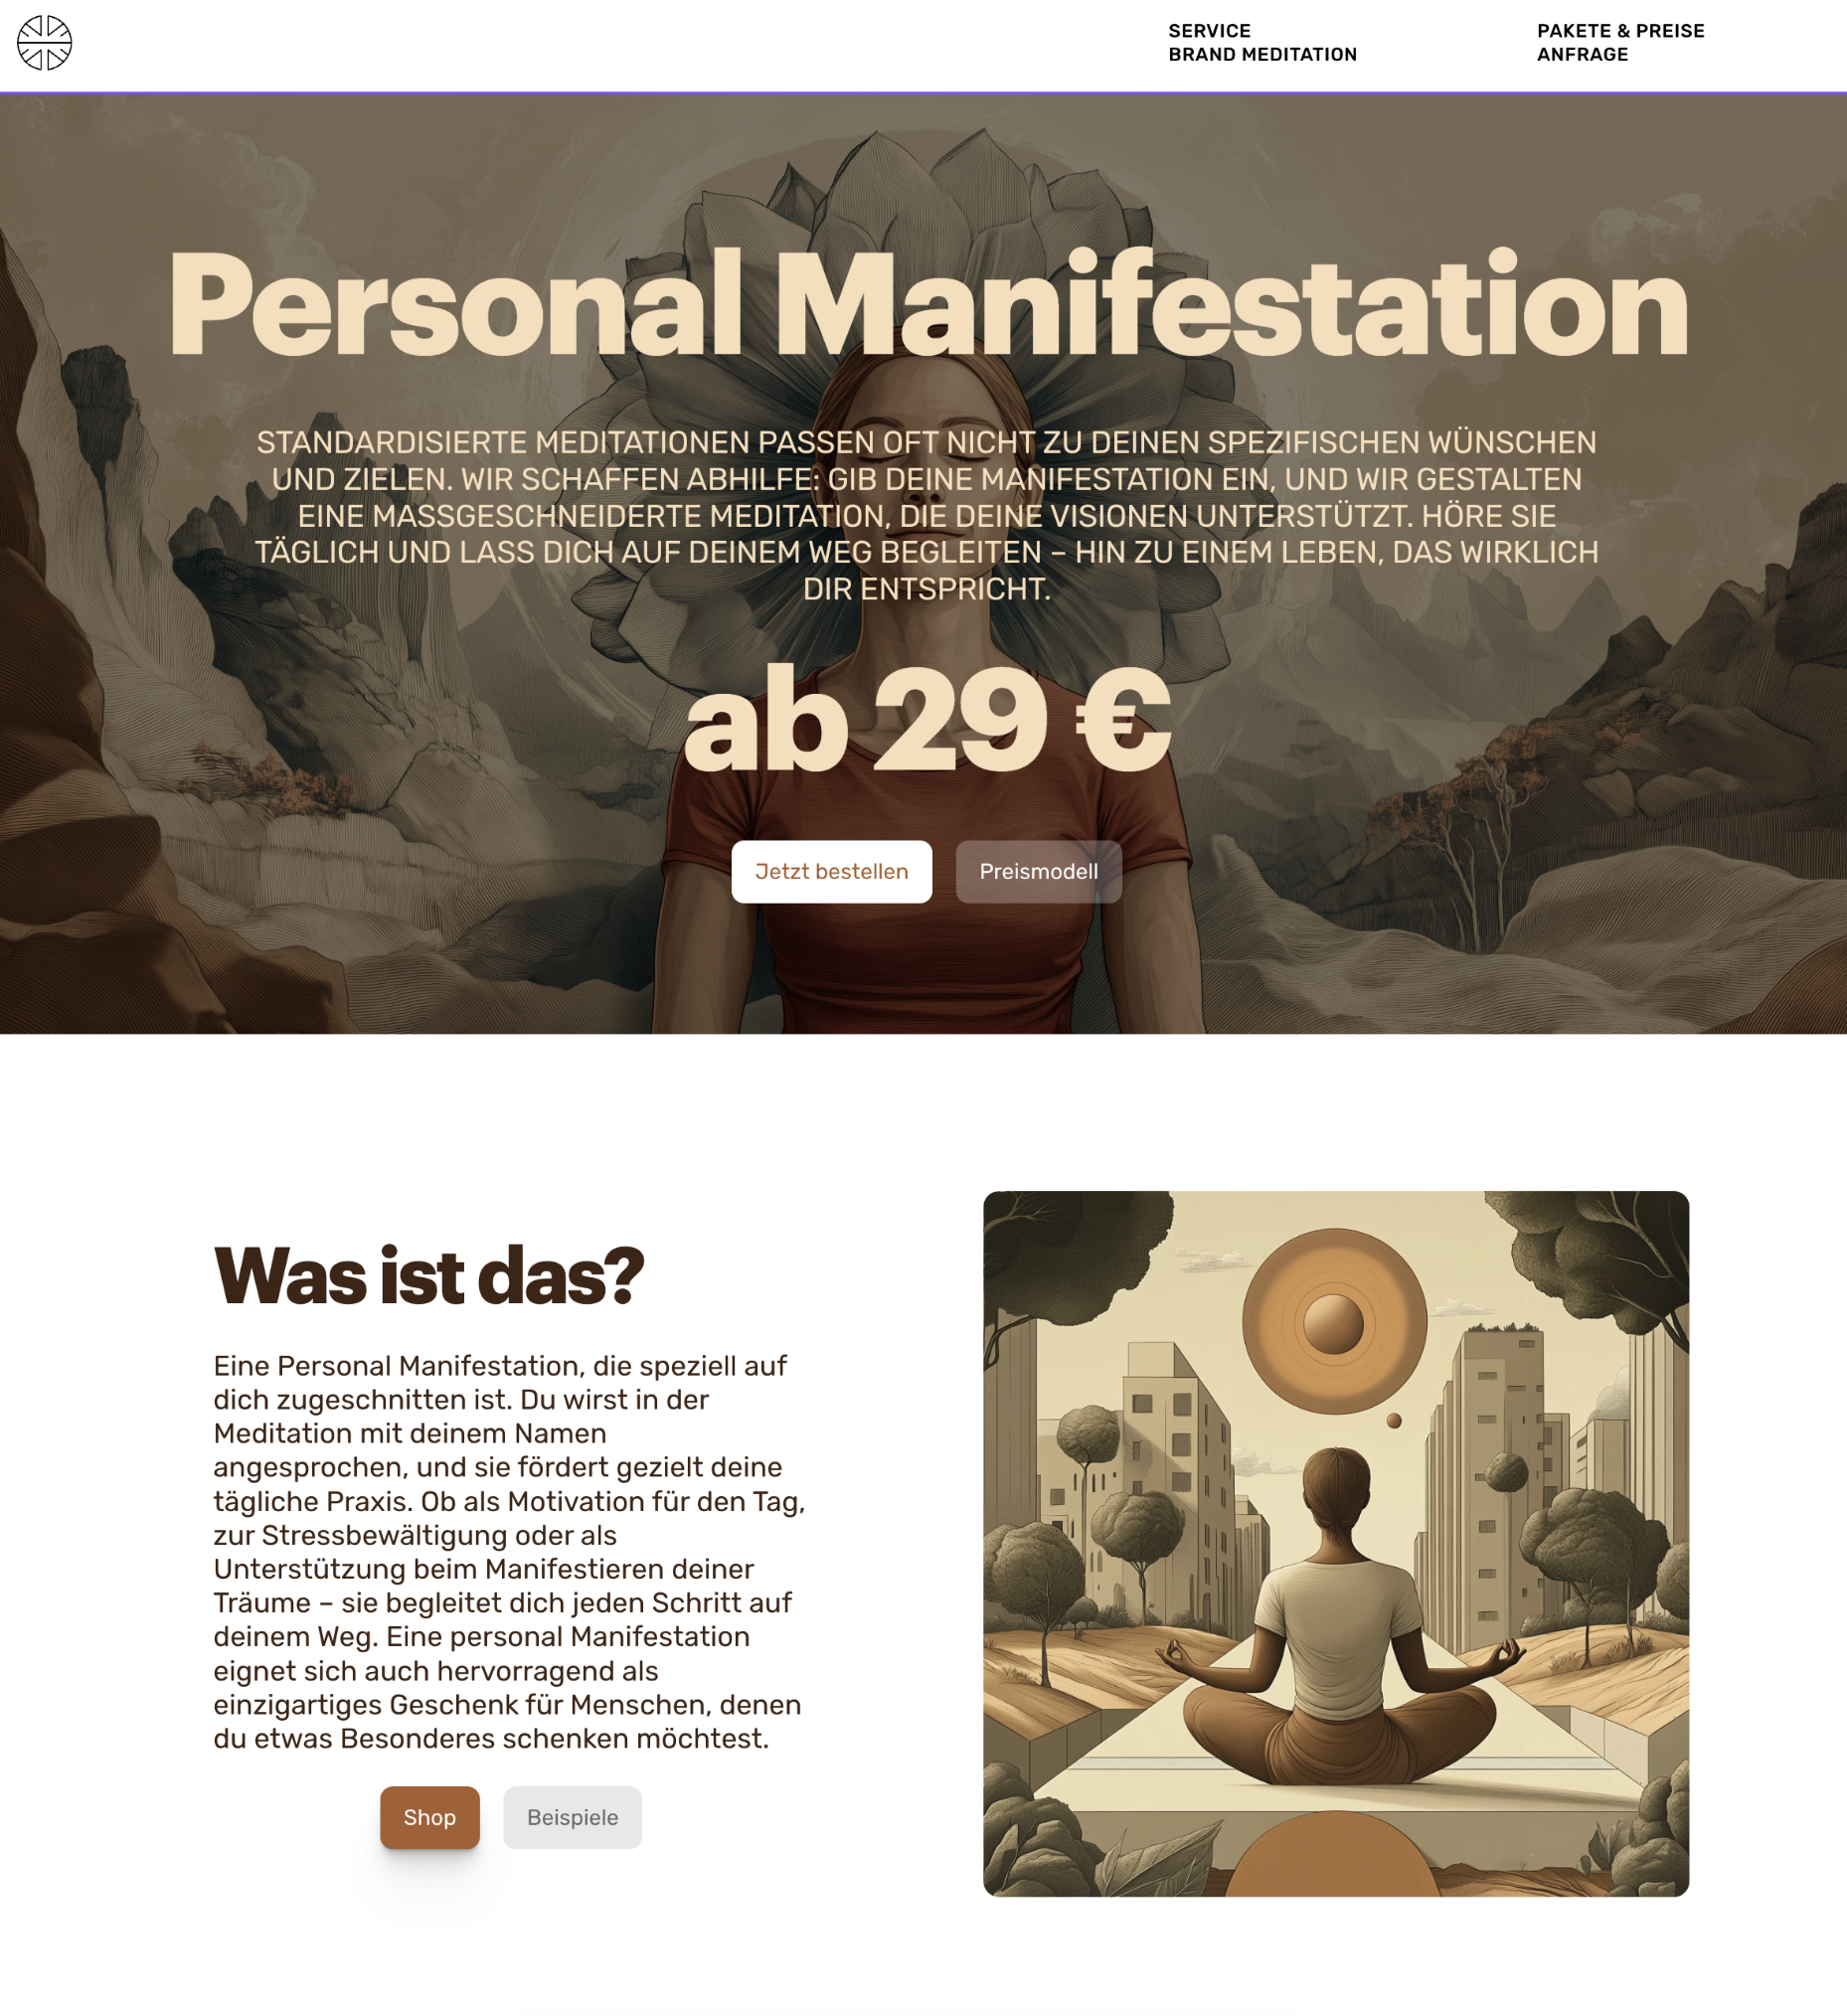 SERVICE
BRAND MEDITATION
PAKETE & PREISE
ANFRAGE
Personal Manifestation
STANDARDISIERTE MEDITATIONEN PASSEN OFT NICHT ZU DEINEN SPEZIFISCHEN WÜNSCHEN
UND ZIELEN. WIR SCHAFFEN ABHILFE: GIB DEINE MANIFESTATION EIN, UND WIR GESTALTEN
EINE MASSGESCHNEIDERTE MEDITATION, DIE DEINE VISIONEN UNTERSTÜTZT. HÖRE SIE
TÄGLICH UND LASS DICH AUF DEINEM WEG BEGLEITEN – HIN ZU EINEM LEBEN, DAS WIRKLICH
DIR ENTSPRICHT.
ab 29 €
Jetzt bestellen
Preismodell
Was ist das?
Eine Personal Manifestation, die speziell auf
dich zugeschnitten ist. Du wirst in der
Meditation mit deinem Namen
angesprochen, und sie fördert gezielt deine
tägliche Praxis. Ob als Motivation für den Tag,
zur Stressbewältigung oder als
Unterstützung beim Manifestieren deiner
Träume – sie begleitet dich jeden Schritt auf
deinem Weg. Eine personal Manifestation
eignet sich auch hervorragend als
einzigartiges Geschenk für Menschen, denen
du etwas Besonderes schenken möchtest.
Shop
Beispiele